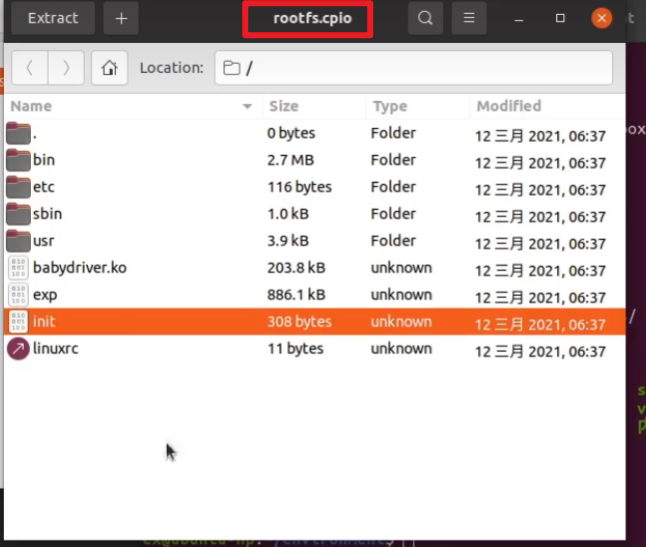 Extract + rootfs.cpio
Location: /
Name Size Type Modified
. 0 bytes Folder 12 三月 2021, 06:37
bin 2.7 MB Folder 12 三月 2021, 06:37
etc 116 bytes Folder 12 三月 2021, 06:37
sbin 1.0 kB Folder 12 三月 2021, 06:37
usr 3.9 kB Folder 12 三月 2021, 06:37
babydriver.ko 203.8 kB unknown 12 三月 2021, 06:37
exp 886.1 kB unknown 12 三月 2021, 06:37
init 308 bytes unknown 12 三月 2021, 06:37
linuxrc 11 bytes unknown 12 三月 2021, 06:37